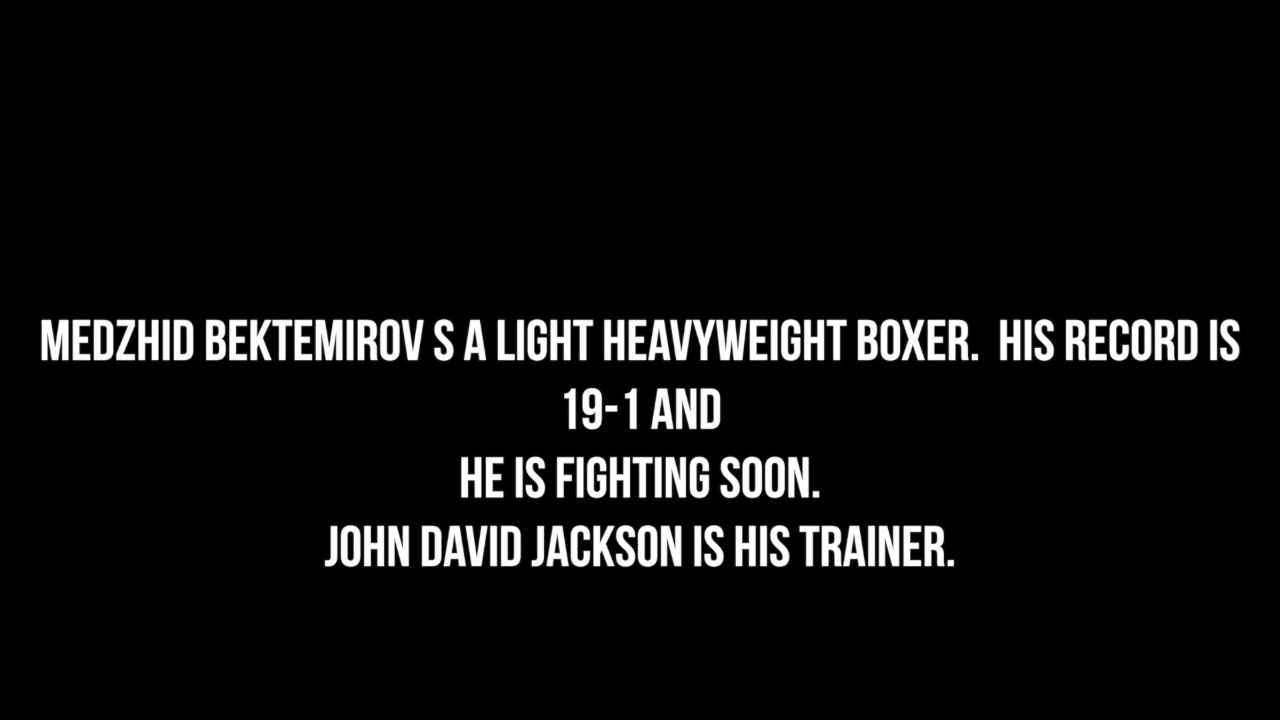 MEDZHID BEKTEMIROV S A LIGHT HEAVYWEIGHT BOXER.  HIS RECORD IS
19-1 AND
HE IS FIGHTING SOON.
JOHN DAVID JACKSON IS HIS TRAINER.